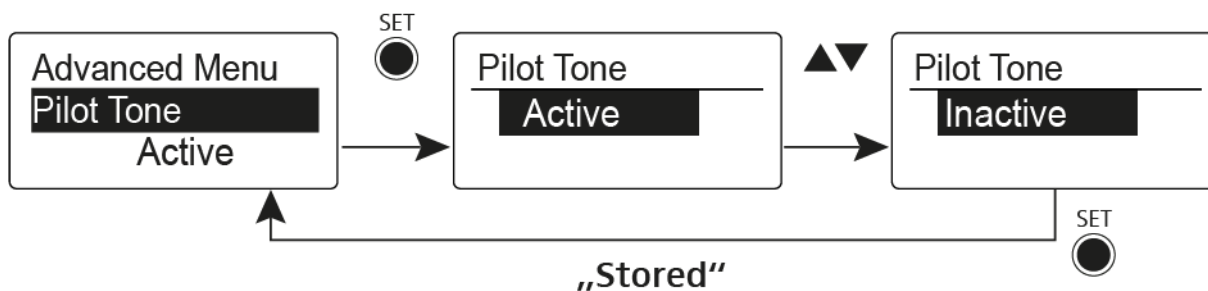 SET
Advanced Menu
Pilot Tone
Active
Pilot Tone
Active
▲▼
Pilot Tone
Inactive
SET
„Stored“